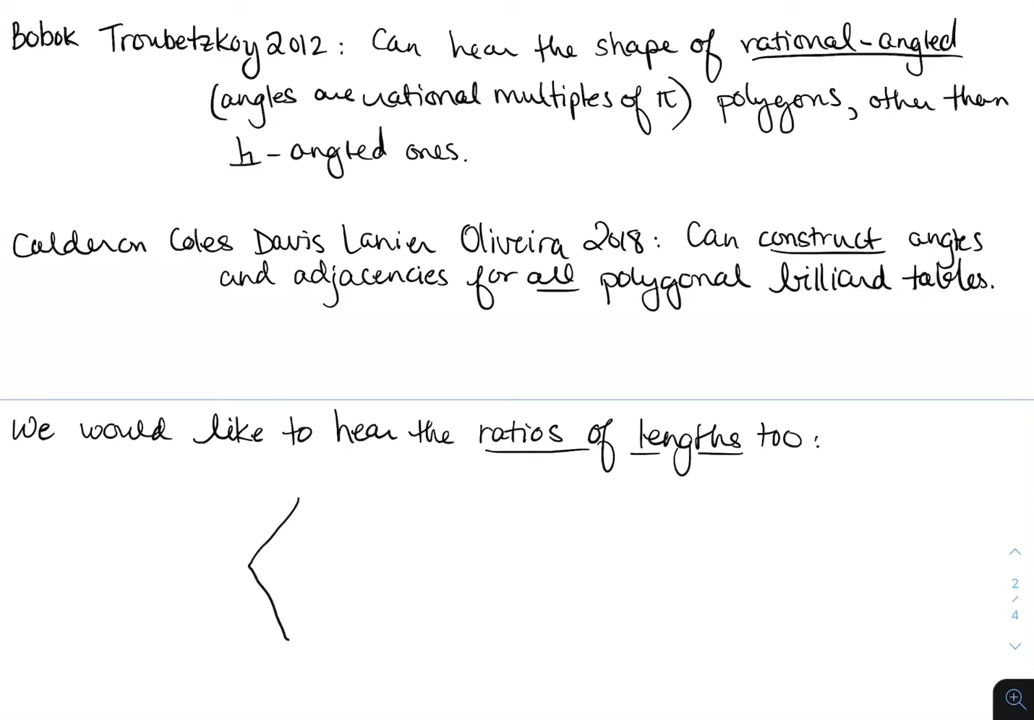 Bobok Troubetzkoy 2012: Can hear the shape of rational-angled
(angles are rational multiples of π) polygons, other than
h-angled ones.
Calderon Coles Davis Lanier Oliveira 2018: Can construct angles
and adjacencies for all polygonal billiard tables.
We would like to hear the ratios of lengths too:
2
/
4